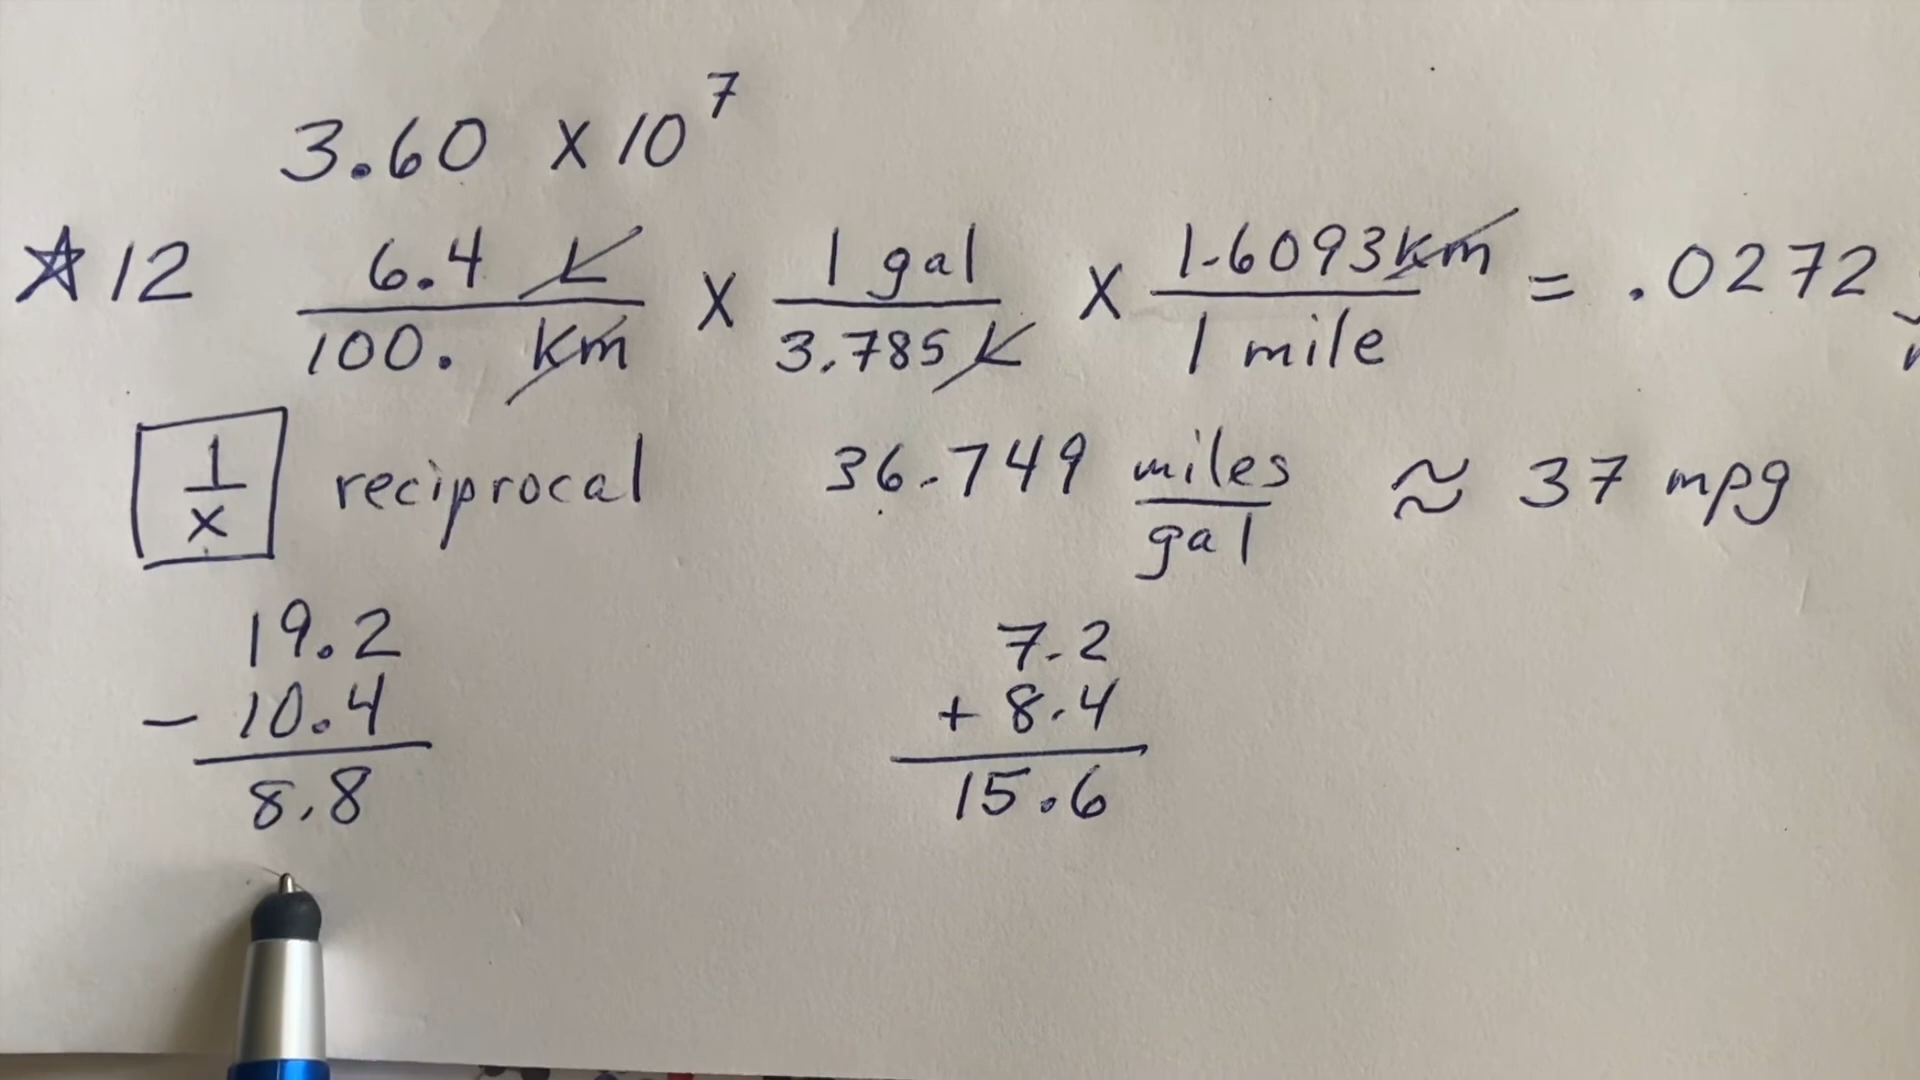 3.60 x 10^7
☆12 6.4 L / 100. km x 1 gal / 3.785 L x 1.6093 km / 1 mile = .0272
1/x reciprocal 36.749 miles/gal ≈ 37 mpg
19.2
- 10.4
8.8
7.2
+ 8.4
15.6